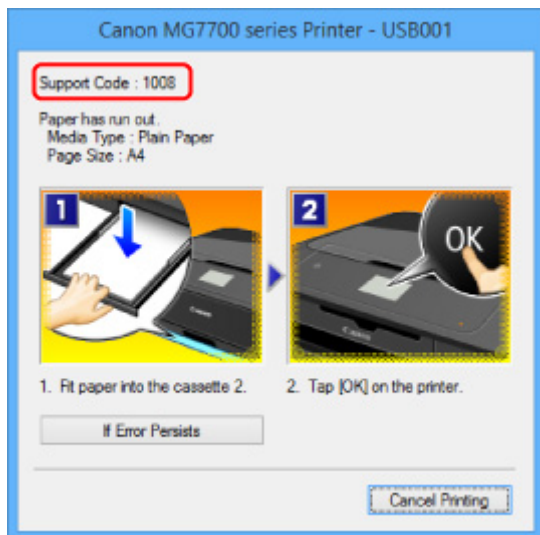 Canon MG7700 series Printer - USB001
Support Code : 1008
Paper has run out.
Media Type : Plain Paper
Page Size : A4
1
2
OK
Canon
Canon
1. Fit paper into the cassette 2.
2. Tap [OK] on the printer.
If Error Persists
Cancel Printing